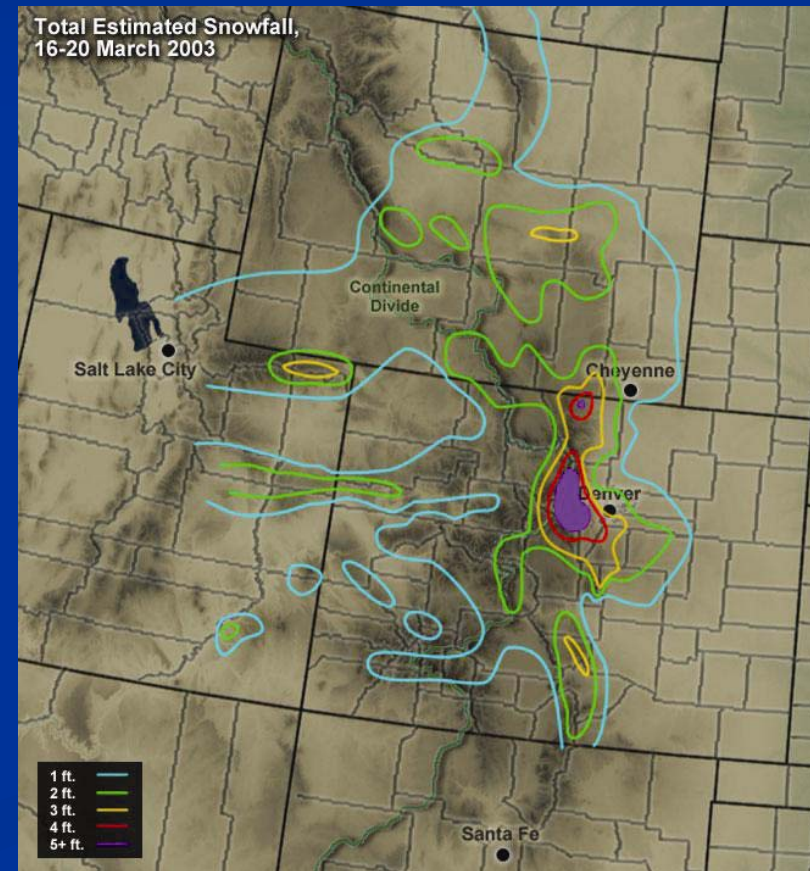 Total Estimated Snowfall,
16-20 March 2003
Continental
Divide
Salt Lake City
Cheyenne
Denver
1 ft.
2 ft.
3 ft.
4 ft.
5+ ft.
Santa Fe